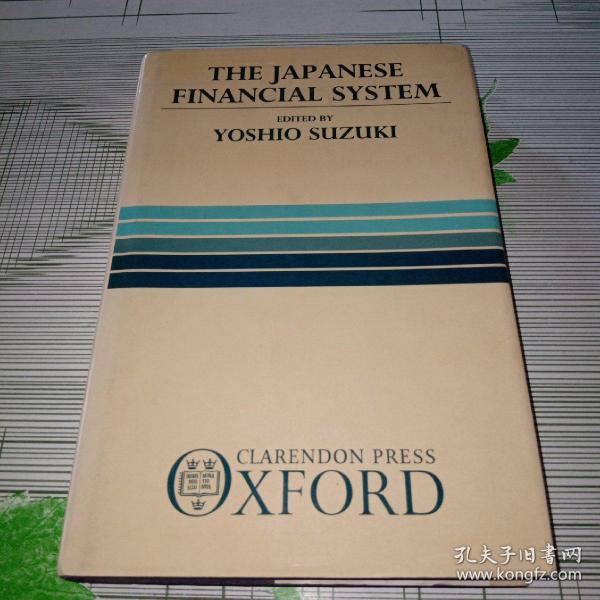 THE JAPANESE
FINANCIAL SYSTEM
EDITED BY
YOSHIO SUZUKI
CLARENDON PRESS
OXFORD
孔夫子旧书网
www.kongfz.com